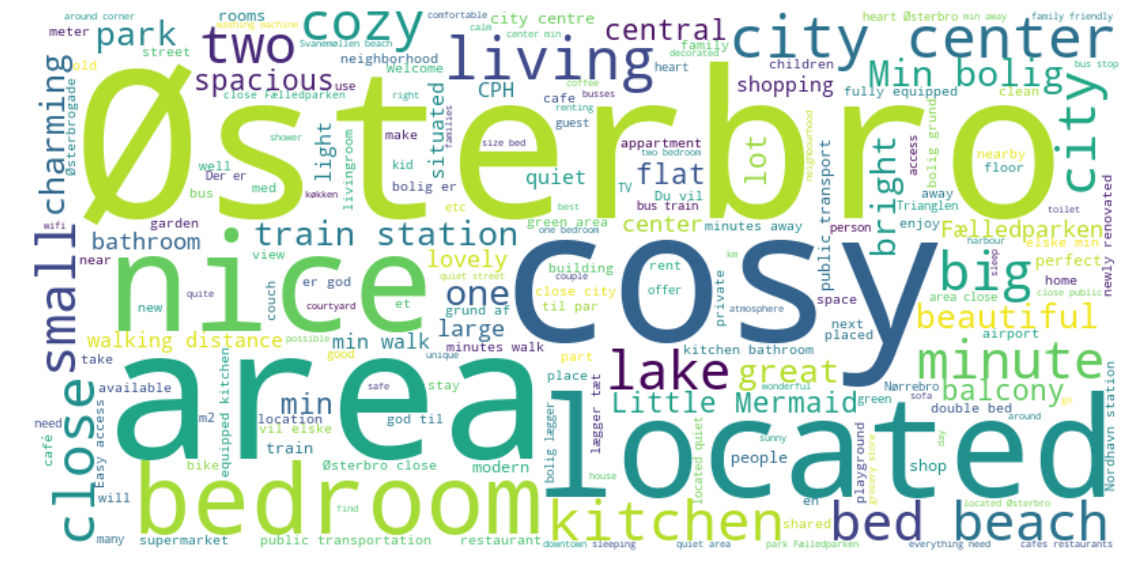 around corner
rooms
washing machine
cozy
comfortable
city centre
central
city center
heart Østerbro
min away
family friendly
meter
park
two
Svanemøllen beach
calm
center min
living
family
decorated
old
street
spacious
use
neighborhood
Welcome
CPH
coffee
heart
children
shopping
Min bolig
bus stop
charming
Østerbrogade
close Fælledparken
right
busses
cafe
renting
guest
fully equipped
clean
city
Østerbro
shower
light
make
situated
families
size bed
appartment
two bedroom
lot
neighbourhood
bright
access
bolig grund
nearby
floor
well
Der er
kid
livingroom
quiet
TV
flat
bus
med
køkken
bolig er
Du vil
away
Trianglen
wifi
garden
etc
best
green area
bus train
center
minutes away
public transport
person
enjoy
Fælledparken
toilet
bathroom
train station
one bedroom
harbour
elske min
near
view
lovely
quiet street
building
rent
km
sleep
perfect
newly renovated
small
nice
er god
couch
couple
cosy
private
big
home
quite
courtyard
et
one
close city
offer
space
area close
close public
new
grund af
til par
atmosphere
next
placed
beautiful
airport
walking distance
possible
min walk
large
minutes walk
kitchen bathroom
take
good
unique
part
lake
great
minute
close
area
safe
stay
place
lægger tæt
wonderful
Nørrebro
sofa
balcony
go
available
min
Little Mermaid
green
double bed
around
need
m2
location
god til
café
Easy access
equipped kitchen
vil elske
train
bolig lægger
located
people
sunny
playground
grocery store
shop
day
Nordhavn station
will
bike
Østerbro close
modern
house
located quiet
en
bedroom
find
kitchen
shared
bed
beach
located Østerbro
many
supermarket
public transportation
restaurant
downtown
sleeping
quiet area
park Fælledparken
everything need
cafes restaurants